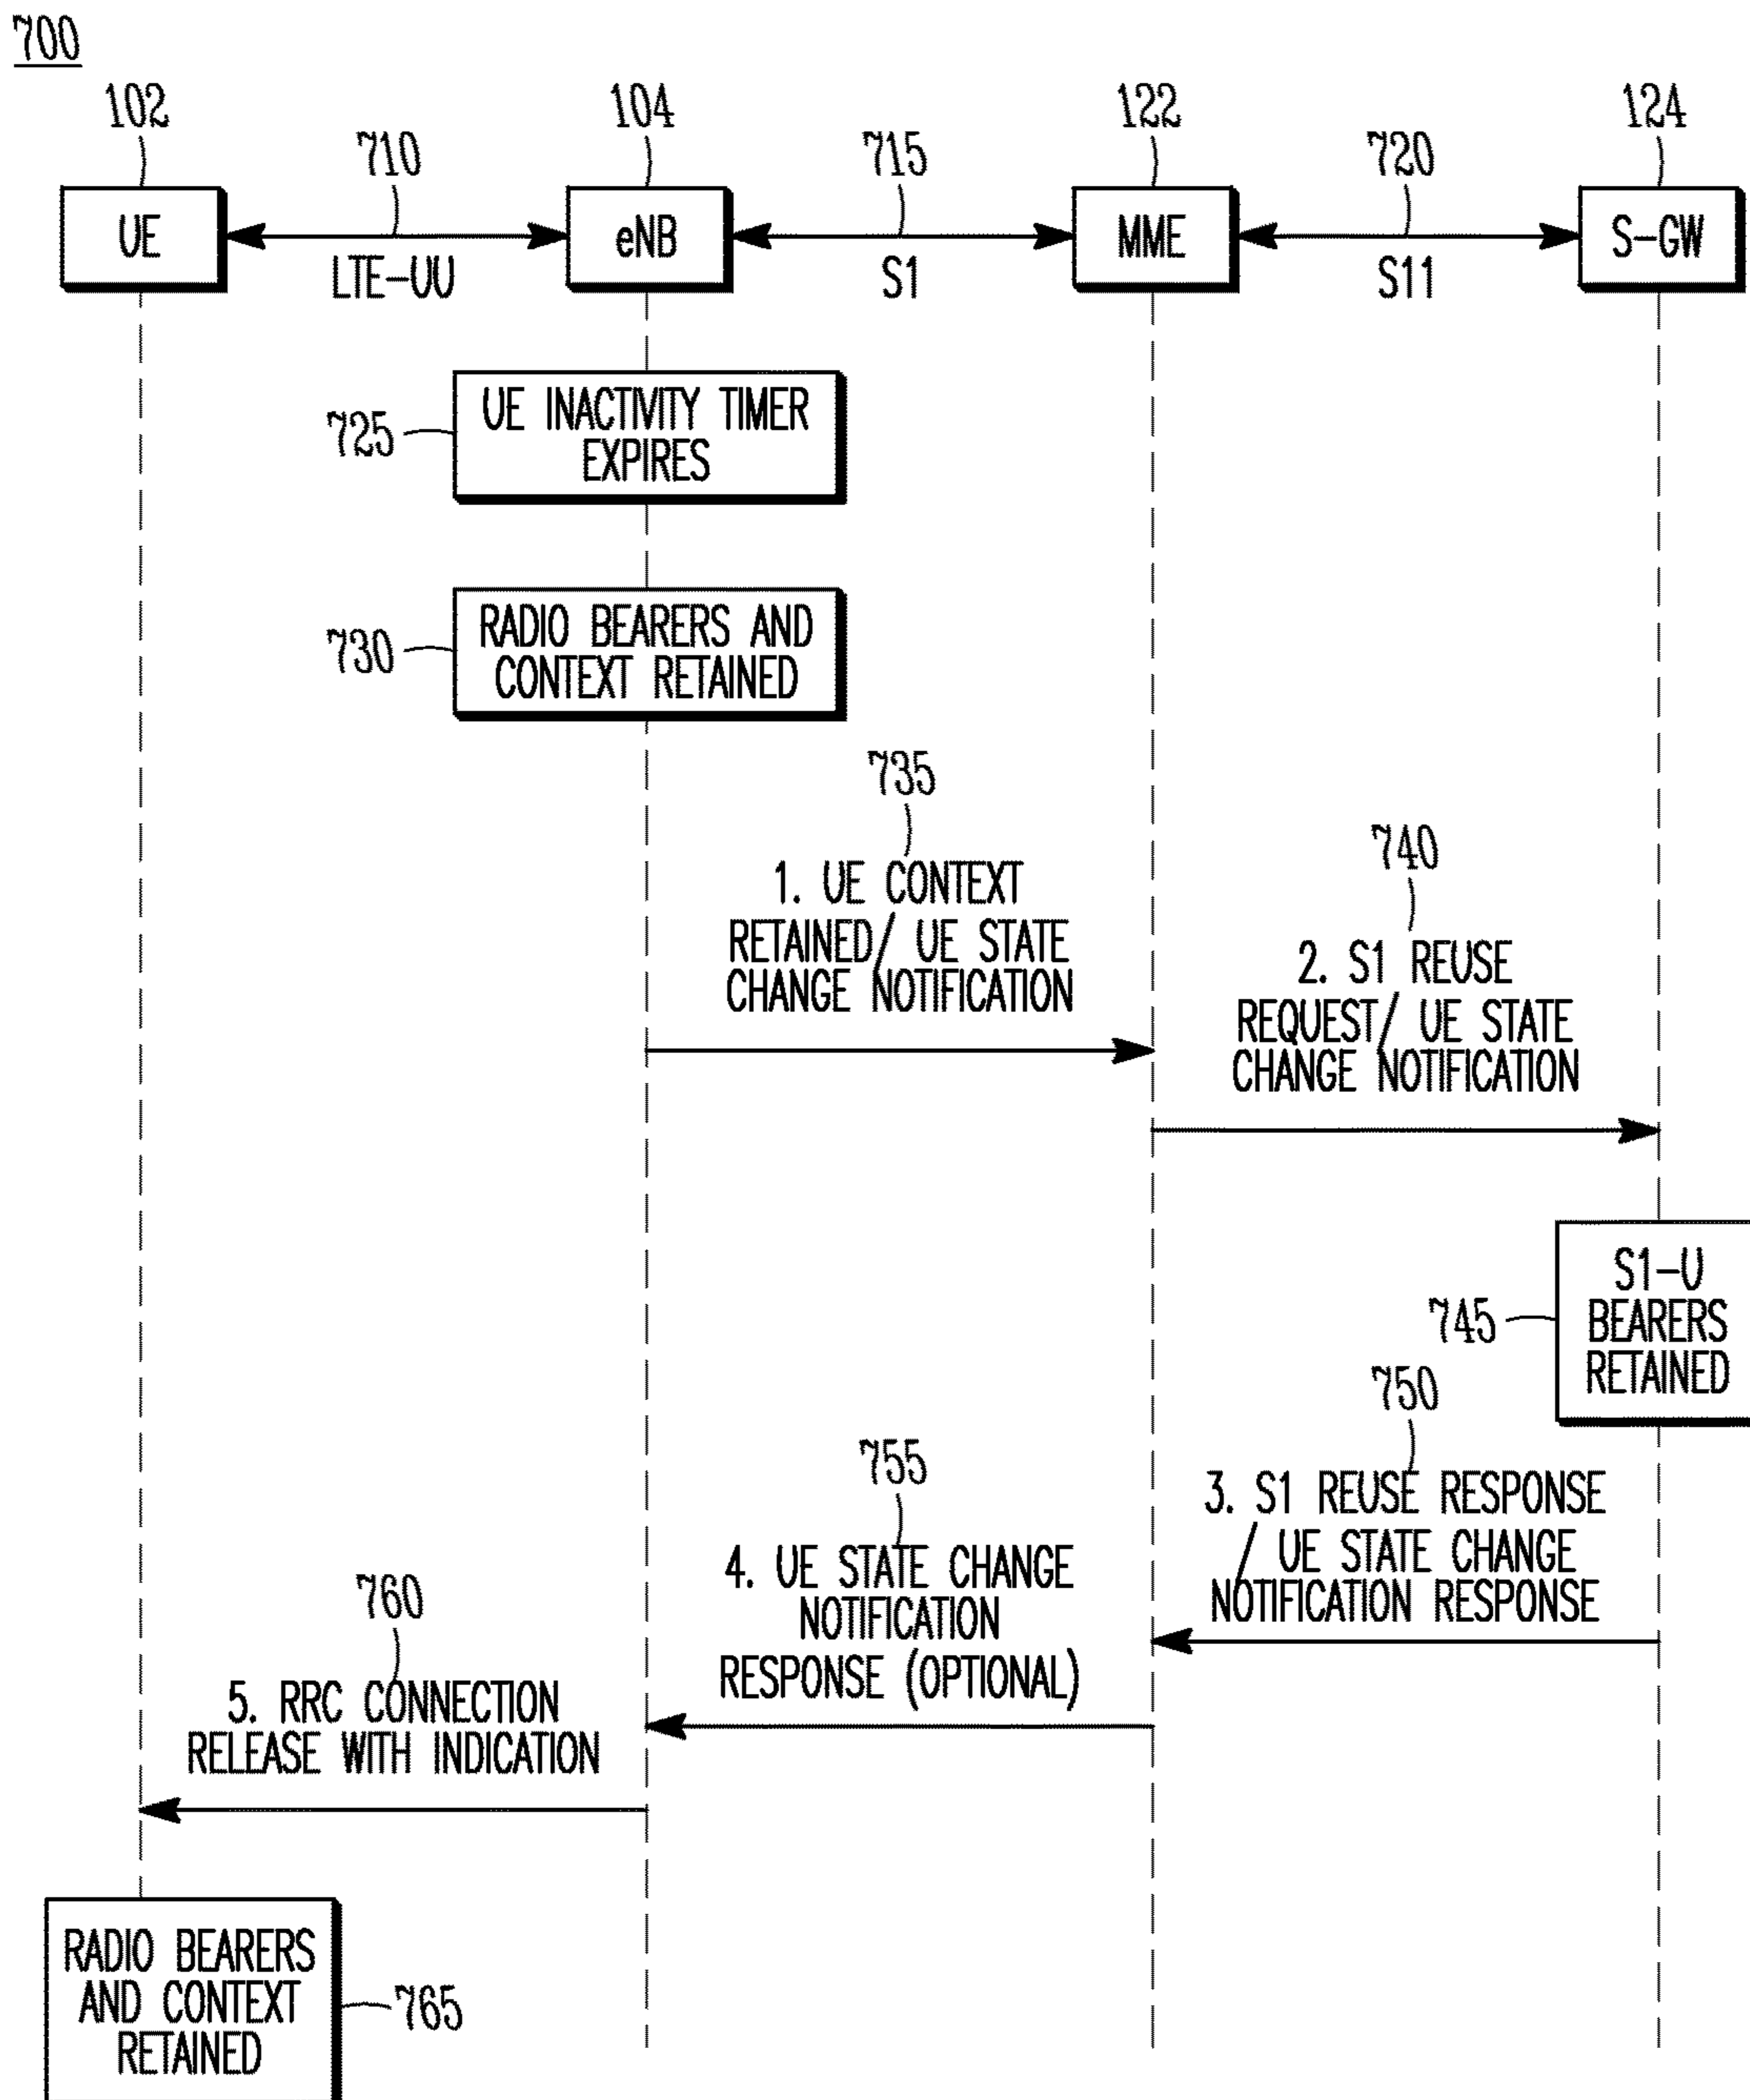 700
102
104
122
124
710
715
720
UE
eNB
MME
S-GW
LTE-UU
S1
S11
725
UE INACTIVITY TIMER
EXPIRES
730
RADIO BEARERS AND
CONTEXT RETAINED
735
1. UE CONTEXT
RETAINED/ UE STATE
CHANGE NOTIFICATION
740
2. S1 REUSE
REQUEST/ UE STATE
CHANGE NOTIFICATION
745
S1-U
BEARERS
RETAINED
750
3. S1 REUSE RESPONSE
/ UE STATE CHANGE
NOTIFICATION RESPONSE
755
4. UE STATE CHANGE
NOTIFICATION
RESPONSE (OPTIONAL)
760
5. RRC CONNECTION
RELEASE WITH INDICATION
RADIO BEARERS
AND CONTEXT
RETAINED
765